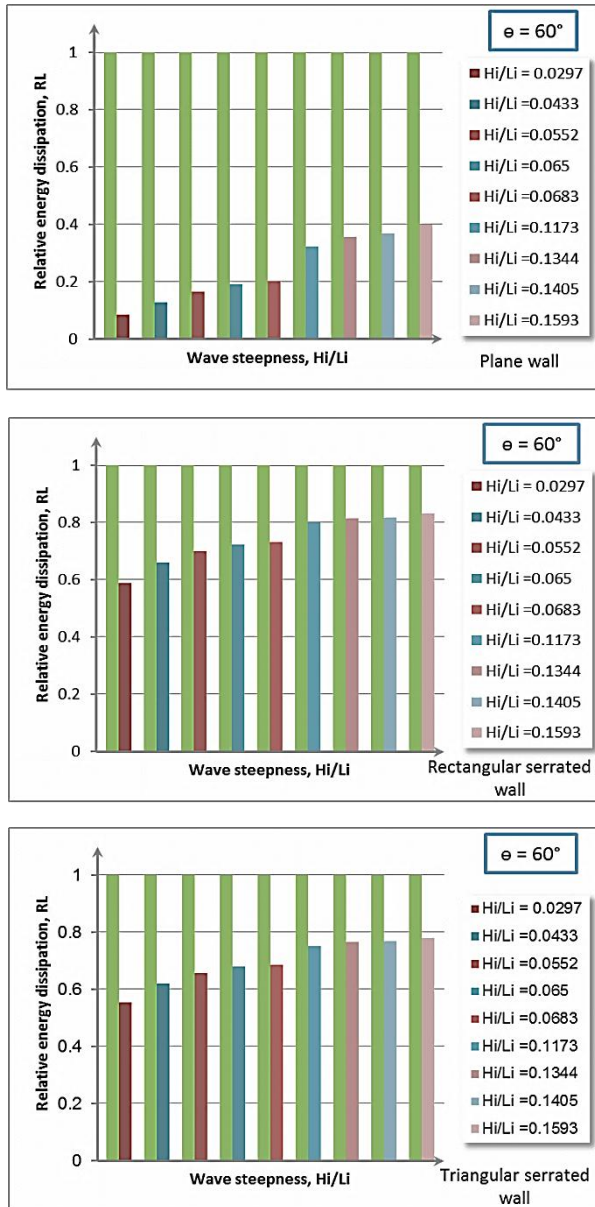 ɵ = 60°
Relative energy dissipation, RL
1
0.8
0.6
0.4
0.2
0
Wave steepness, Hi/Li
Hi/Li = 0.0297
Hi/Li =0.0433
Hi/Li =0.0552
Hi/Li =0.065
Hi/Li =0.0683
Hi/Li =0.1173
Hi/Li =0.1344
Hi/Li =0.1405
Hi/Li =0.1593
Plane wall
ɵ = 60°
Relative energy dissipation, RL
1
0.8
0.6
0.4
0.2
0
Wave steepness, Hi/Li
Hi/Li = 0.0297
Hi/Li =0.0433
Hi/Li =0.0552
Hi/Li =0.065
Hi/Li =0.0683
Hi/Li =0.1173
Hi/Li =0.1344
Hi/Li =0.1405
Hi/Li =0.1593
Rectangular serrated
wall
ɵ = 60°
Relative energy dissipation, RL
1
0.8
0.6
0.4
0.2
0
Wave steepness, Hi/Li
Hi/Li = 0.0297
Hi/Li =0.0433
Hi/Li =0.0552
Hi/Li =0.065
Hi/Li =0.0683
Hi/Li =0.1173
Hi/Li =0.1344
Hi/Li =0.1405
Hi/Li =0.1593
Triangular serrated
wall